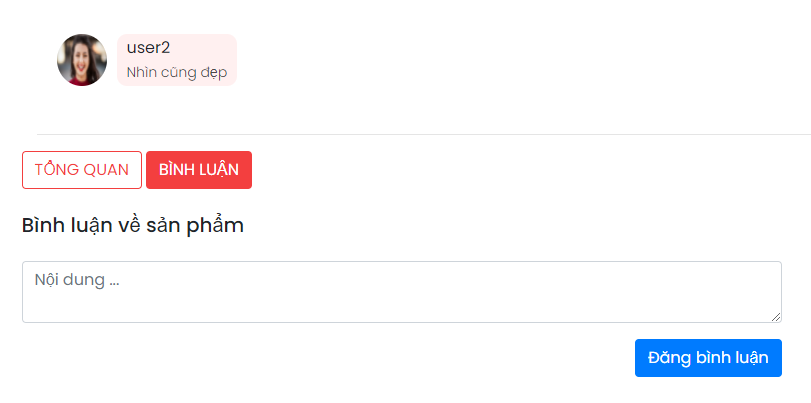 user2
Nhìn cũng đẹp
TỔNG QUAN
BÌNH LUẬN
Bình luận về sản phẩm
Nội dung ...
Đăng bình luận